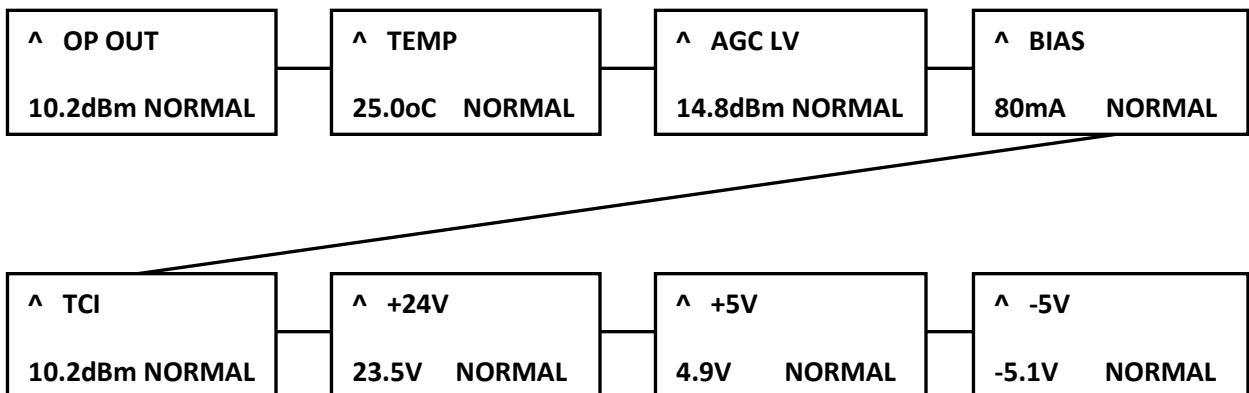 ^ OP OUT
10.2dBm NORMAL
^ TEMP
25.0oC NORMAL
^ AGC LV
14.8dBm NORMAL
^ BIAS
80mA NORMAL
^ TCI
10.2dBm NORMAL
^ +24V
23.5V NORMAL
^ +5V
4.9V NORMAL
^ -5V
-5.1V NORMAL